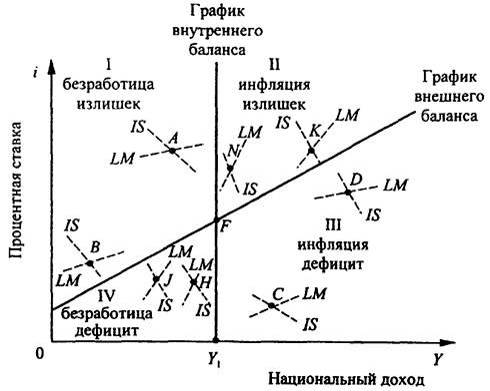 График
внутреннего
баланса
I
безработица
излишек
II
инфляция
излишек
График
внешнего
баланса
i
Процентная ставка
IS
A
LM
LM
N
IS
IS
LM
K
D
LM
IS
IS
B
LM
F
III
инфляция
дефицит
LM
J
IS
LM
H
IS
IV
безработица
дефицит
C
LM
IS
0
Y₁
Y
Национальный доход